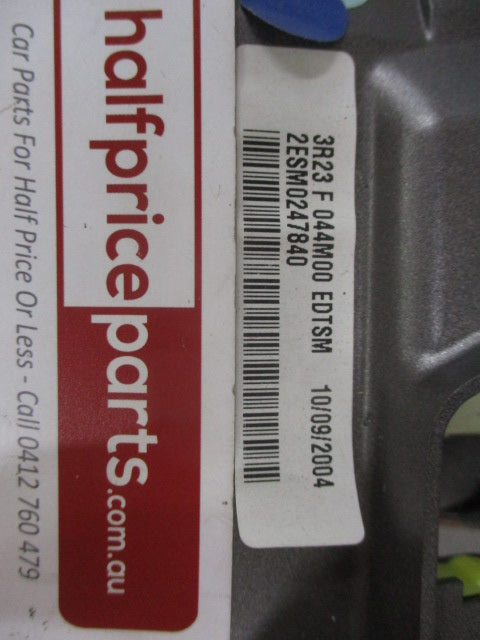 3R23 F 044M00 EDTSM 10/09/2004
2ESM0247840
halfpriceparts.com.au
Car Parts For Half Price Or Less - Call 0412 760 479